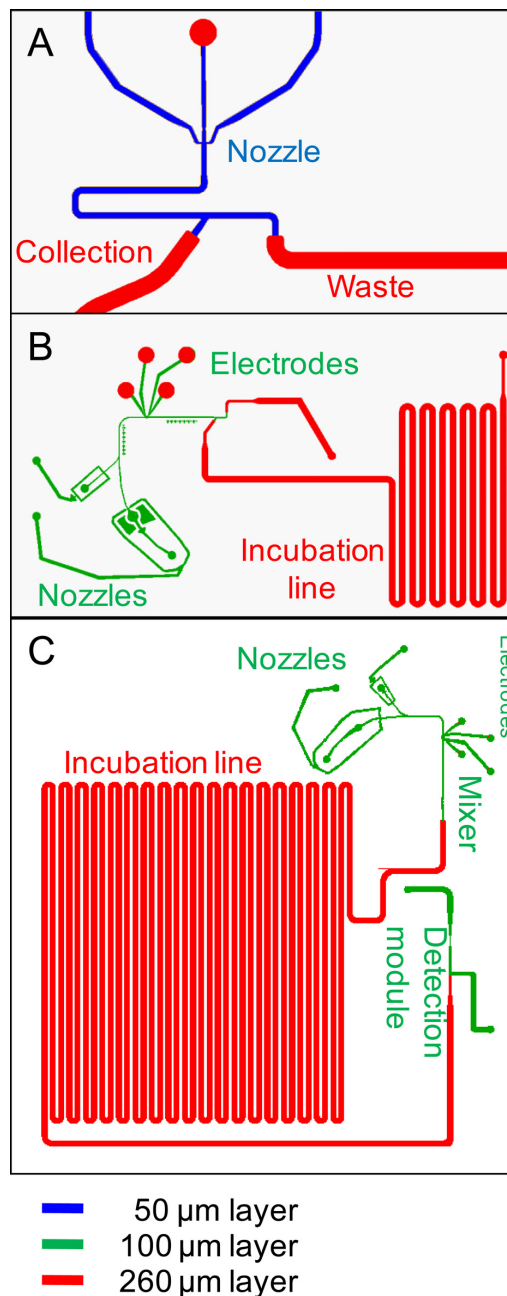 A
Nozzle
Collection
Waste
B
Electrodes
Incubation
line
Nozzles
C
Nozzles
Electrodes
Incubation line
Mixer
Detection
module
50 µm layer
100 µm layer
260 µm layer